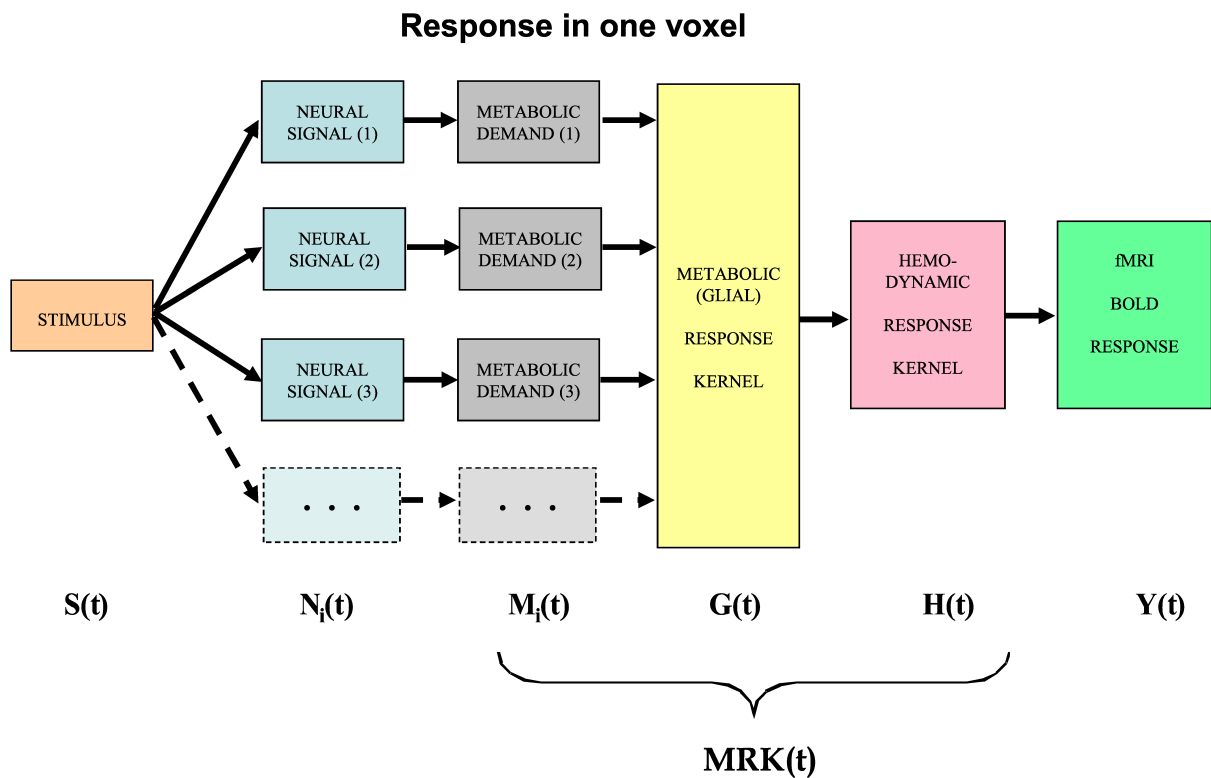 Response in one voxel
STIMULUS
NEURAL
SIGNAL (1)
METABOLIC
DEMAND (1)
NEURAL
SIGNAL (2)
METABOLIC
DEMAND (2)
NEURAL
SIGNAL (3)
METABOLIC
DEMAND (3)
. . .
. . .
METABOLIC
(GLIAL)
RESPONSE
KERNEL
HEMO-
DYNAMIC
RESPONSE
KERNEL
fMRI
BOLD
RESPONSE
S(t)
Nᵢ(t)
Mᵢ(t)
G(t)
H(t)
Y(t)
MRK(t)